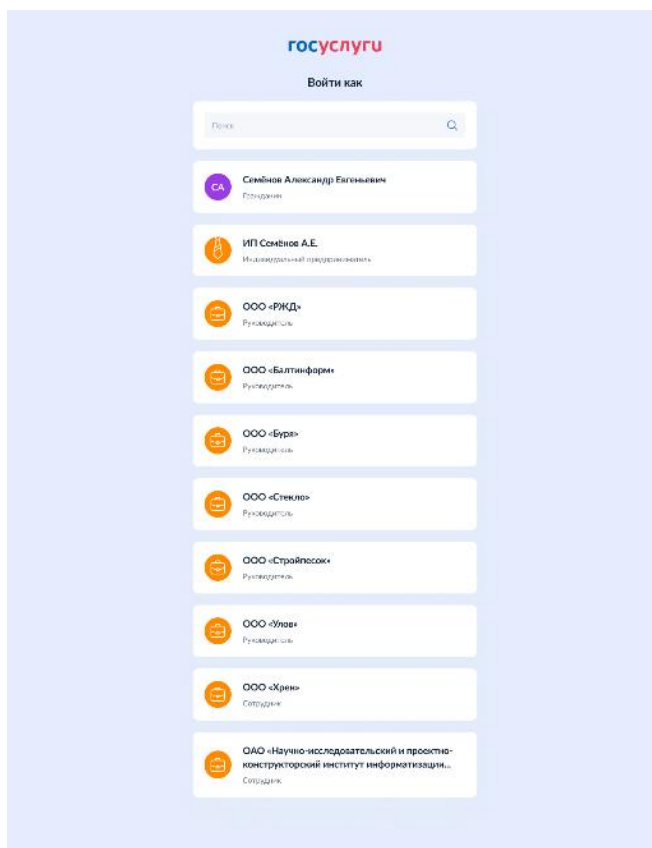 госуслуги
Войти как
Поиск
СА
Семёнов Александр Евгеньевич
Гражданин
ИП Семёнов А.Е.
Индивидуальный предприниматель
ООО «РЖД»
Руководитель
ООО «Балтинформ»
Руководитель
ООО «Буря»
Руководитель
ООО «Стекло»
Руководитель
ООО «Стройпесок»
Руководитель
ООО «Улов»
Руководитель
ООО «Хрен»
Сотрудник
ОАО «Научно-исследовательский и проектно-
конструкторский институт информатизации...
Сотрудник